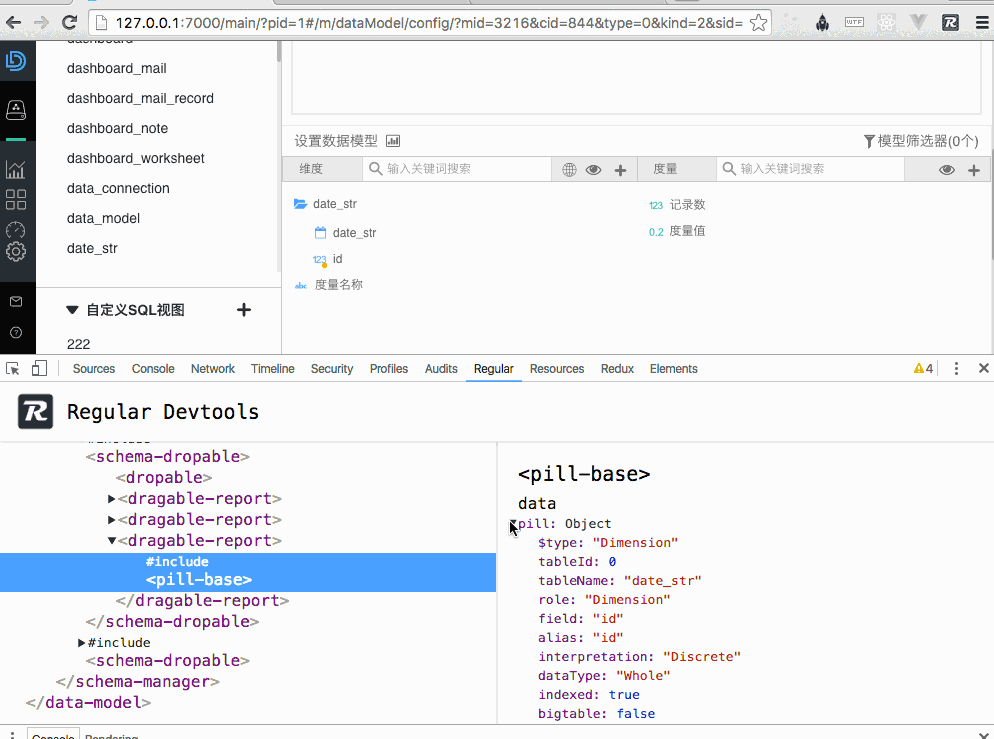 127.0.0.1:7000/main/?pid=1#/m/dataModel/config/?mid=3216&cid=844&type=0&kind=2&sid=
WTF
dashboard
dashboard_mail
dashboard_mail_record
dashboard_note
dashboard_worksheet
data_connection
data_model
date_str
自定义SQL视图
222
设置数据模型
模型筛选器(0个)
维度
输入关键词搜索
度量
输入关键词搜索
date_str
date_str
123 id
abc 度量名称
123 记录数
0.2 度量值
Sources Console Network Timeline Security Profiles Audits Regular Resources Redux Elements
4
R Regular Devtools
#include
<schema-dropable>
<dropable>
<dragable-report>
<dragable-report>
<dragable-report>
#include
<pill-base>
</dragable-report>
</schema-dropable>
#include
<schema-dropable>
</schema-manager>
</data-model>
<pill-base>
data
pill: Object
$type: "Dimension"
tableId: 0
tableName: "date_str"
role: "Dimension"
field: "id"
alias: "id"
interpretation: "Discrete"
dataType: "Whole"
indexed: true
bigtable: false
Console Rendering